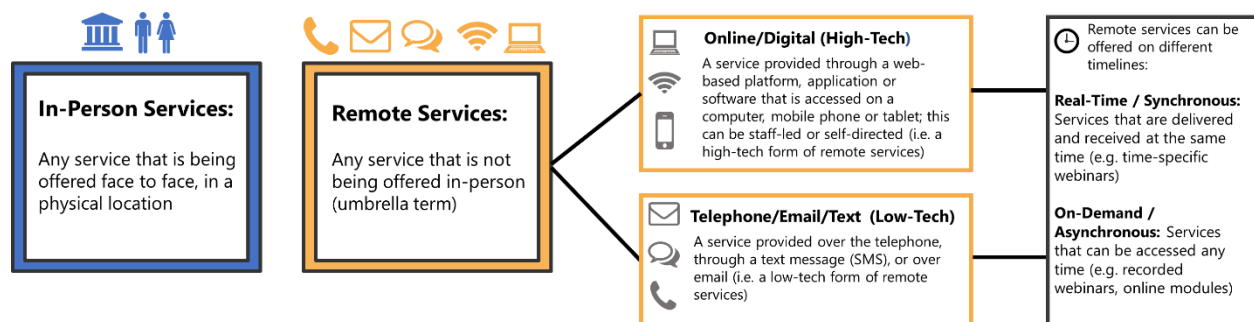 In-Person Services:
Any service that is being
offered face to face, in a
physical location
Remote Services:
Any service that is not
being offered in-person
(umbrella term)
Online/Digital (High-Tech)
A service provided through a web-
based platform, application or
software that is accessed on a
computer, mobile phone or tablet; this
can be staff-led or self-directed (i.e. a
high-tech form of remote services)
Telephone/Email/Text (Low-Tech)
A service provided over the telephone,
through a text message (SMS), or over
email (i.e. a low-tech form of remote
services)
Remote services can be
offered on different
timelines:
Real-Time / Synchronous:
Services that are delivered
and received at the same
time (e.g. time-specific
webinars)
On-Demand /
Asynchronous: Services
that can be accessed any
time (e.g. recorded
webinars, online modules)